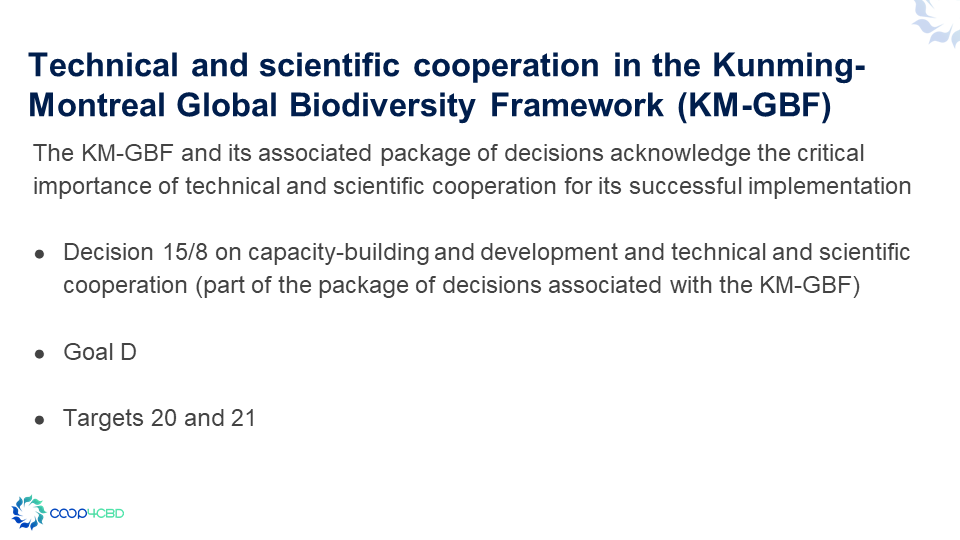 Technical and scientific cooperation in the Kunming-
Montreal Global Biodiversity Framework (KM-GBF)
The KM-GBF and its associated package of decisions acknowledge the critical
importance of technical and scientific cooperation for its successful implementation
● Decision 15/8 on capacity-building and development and technical and scientific
cooperation (part of the package of decisions associated with the KM-GBF)
● Goal D
● Targets 20 and 21
COOP4CBD